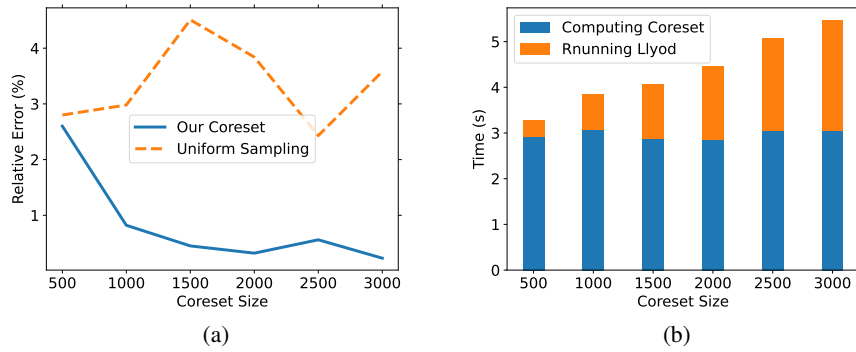 4
3
2
1
Relative Error (%)
Our Coreset
Uniform Sampling
500 1000 1500 2000 2500 3000
Coreset Size
(a)
5
4
3
2
1
0
Time (s)
Computing Coreset
Rnunning Llyod
500 1000 1500 2000 2500 3000
Coreset Size
(b)